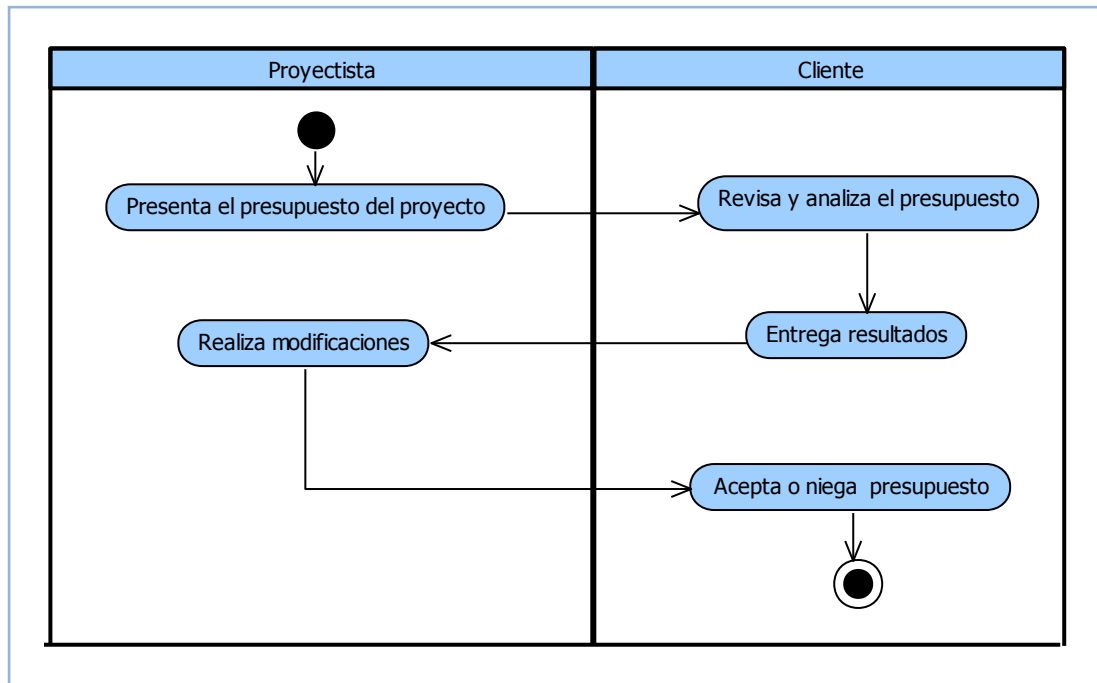 Proyectista
Cliente
Presenta el presupuesto del proyecto
Revisa y analiza el presupuesto
Realiza modificaciones
Entrega resultados
Acepta o niega  presupuesto